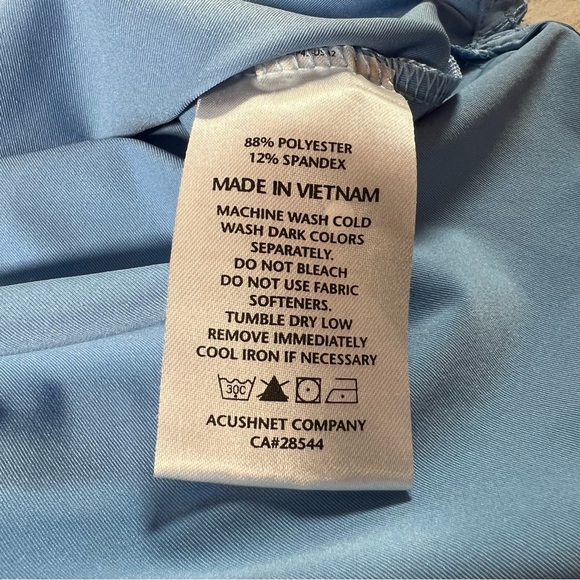 88% POLYESTER
12% SPANDEX
MADE IN VIETNAM
MACHINE WASH COLD
WASH DARK COLORS
SEPARATELY.
DO NOT BLEACH
DO NOT USE FABRIC
SOFTENERS.
TUMBLE DRY LOW
REMOVE IMMEDIATELY
COOL IRON IF NECESSARY
30C
ACUSHNET COMPANY
CA#28544